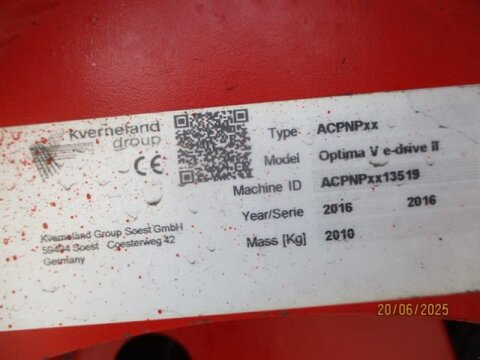 kverneland
group
CE
Kverneland Group Soest GmbH
59494 Soest Coesterweg 42
Germany
Type ACPNPxx
Model Optima V e-drive II
Machine ID ACPNPxx13519
Year/Serie 2016 2016
Mass [Kg] 2010
20/06/2025